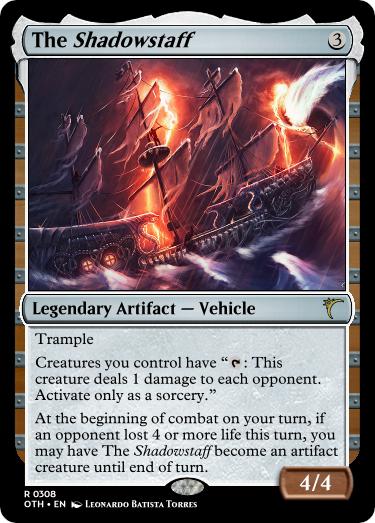 The Shadowstaff 3
Legendary Artifact — Vehicle
Trample
Creatures you control have “T: This
creature deals 1 damage to each opponent.
Activate only as a sorcery.”
At the beginning of combat on your turn, if
an opponent lost 4 or more life this turn, you
may have The Shadowstaff become an artifact
creature until end of turn.
4/4
R 0308
OTH • EN Leonardo Batista Torres